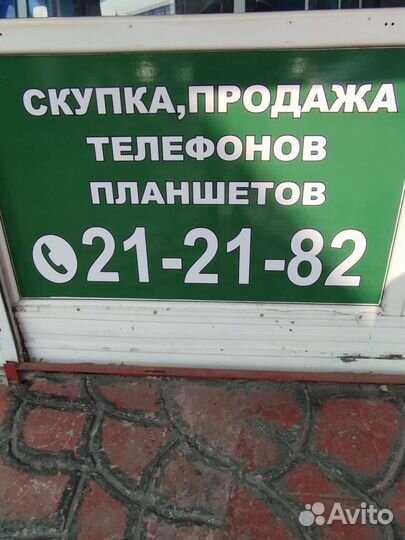 СКУПКА,ПРОДАЖА
ТЕЛЕФОНОВ
ПЛАНШЕТОВ
21-21-82
Avito